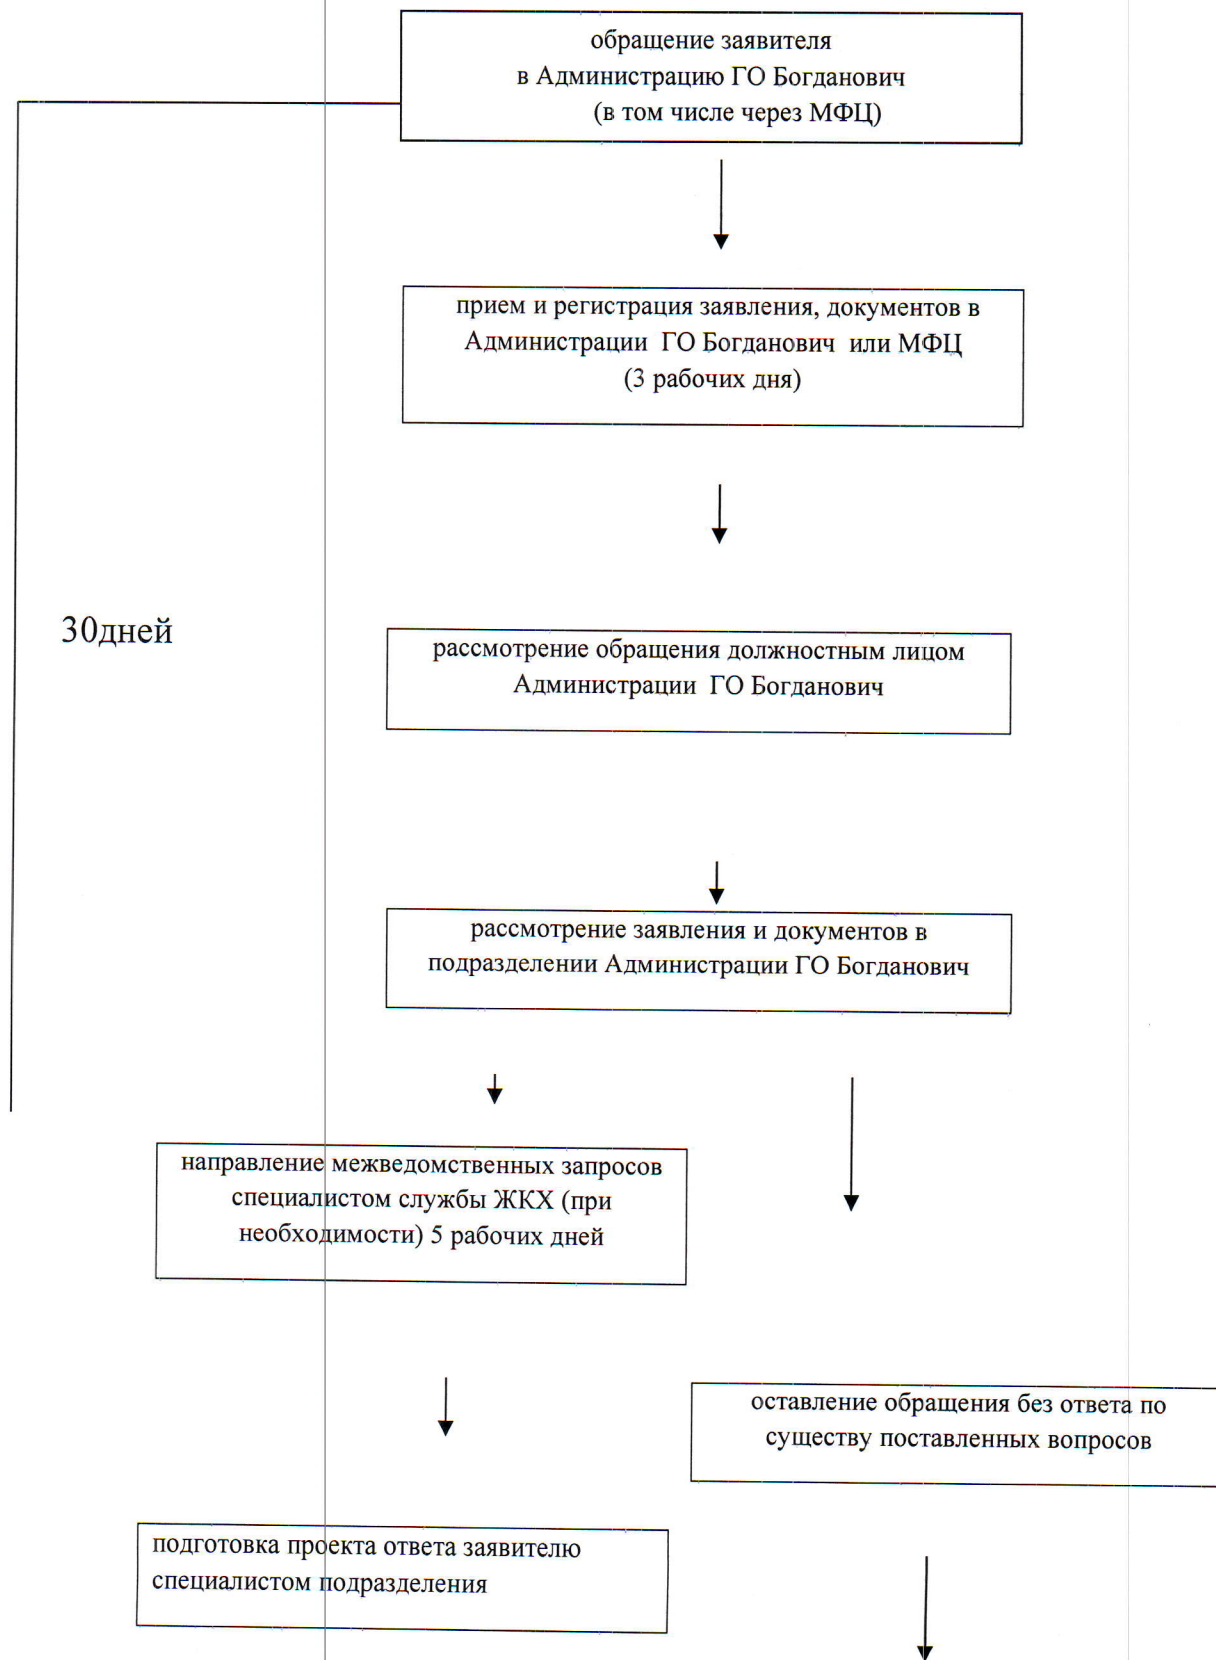 обращение заявителя
в Администрацию ГО Богданович
(в том числе через МФЦ)
прием и регистрация заявления, документов в
Администрации ГО Богданович или МФЦ
(3 рабочих дня)
30дней
рассмотрение обращения должностным лицом
Администрации ГО Богданович
рассмотрение заявления и документов в
подразделении Администрации ГО Богданович
направление межведомственных запросов
специалистом службы ЖКХ (при
необходимости) 5 рабочих дней
оставление обращения без ответа по
существу поставленных вопросов
подготовка проекта ответа заявителю
специалистом подразделения